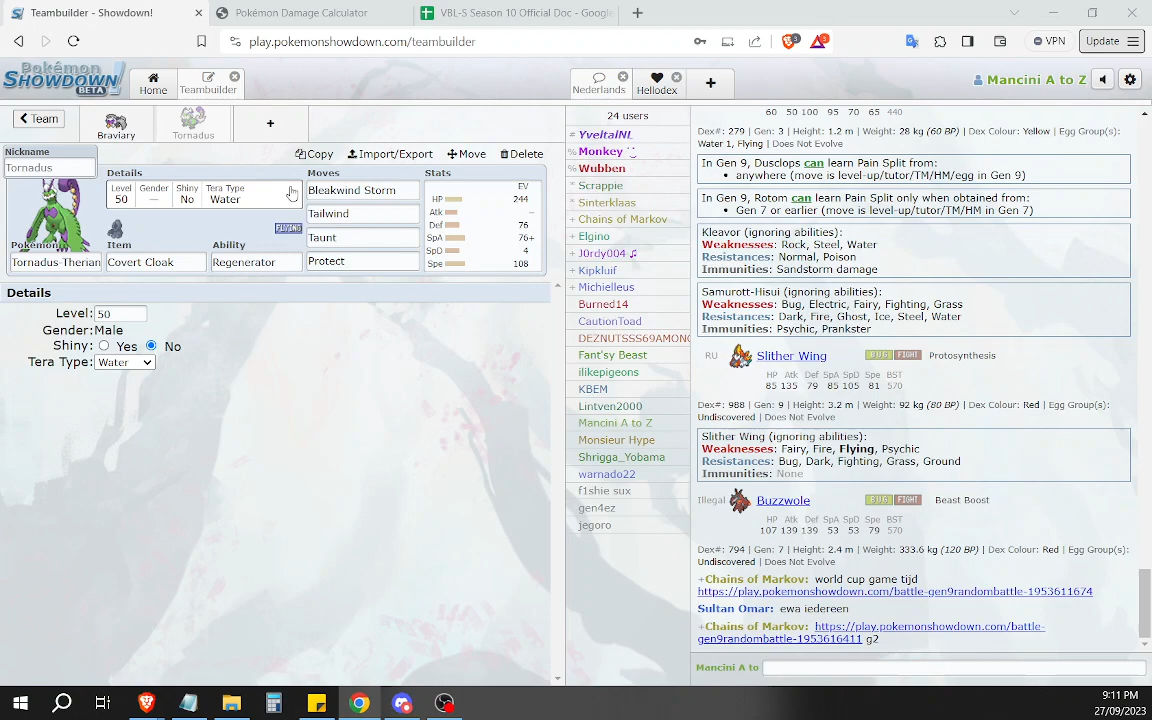 Teambuilder - Showdown!
Pokémon Damage Calculator
VBL-S Season 10 Official Doc - Google
play.pokemonshowdown.com/teambuilder
3
3
VPN
Update
Pokémon
SHOWDOWN!
BETA
Home
Teambuilder
Nederlands
Hellodex
Mancini A to Z
Team
Braviary
Tornadus
+
Nickname
Tornadus
Copy
Import/Export
Move
Delete
Details
Moves
Stats
Level
50
Gender
—
Shiny
No
Tera Type
Water
FLYING
Pokémon
Tornadus-Therian
Item
Covert Cloak
Ability
Regenerator
Bleakwind Storm
Tailwind
Taunt
Protect
EV
HP 244
Atk –
Def 76
SpA 76+
SpD 4
Spe 108
Details
Level: 50
Gender: Male
Shiny: Yes No
Tera Type: Water
24 users
# YveltalNL
% Monkey
% Wubben
* Scrappie
* Sinterklaas
+ Chains of Markov
+ Elgino
+ J0rdy004 ♫
+ Kipkluif
+ Michielleus
Burned14
CautionToad
DEZNUTSSS69AMONG
Fant'sy Beast
ilikepigeons
KBEM
Lintven2000
Mancini A to Z
Monsieur Hype
Shrigga_Yobama
warnado22
f1shie sux
gen4ez
jegoro
60 50 100 95 70 65 440
Dex#: 279 | Gen: 3 | Height: 1.2 m | Weight: 28 kg (60 BP) | Dex Colour: Yellow | Egg Group(s):
Water 1, Flying | Does Not Evolve
In Gen 9, Dusclops can learn Pain Split from:
• anywhere (move is level-up/tutor/TM/HM/egg in Gen 9)
In Gen 9, Rotom can learn Pain Split only when obtained from:
• Gen 7 or earlier (move is level-up/tutor/TM/HM in Gen 7)
Kleavor (ignoring abilities):
Weaknesses: Rock, Steel, Water
Resistances: Normal, Poison
Immunities: Sandstorm damage
Samurott-Hisui (ignoring abilities):
Weaknesses: Bug, Electric, Fairy, Fighting, Grass
Resistances: Dark, Fire, Ghost, Ice, Steel, Water
Immunities: Psychic, Prankster
RU Slither Wing BUG FIGHT Protosynthesis
HP Atk Def SpA SpD Spe BST
85 135 79 85 105 81 570
Dex#: 988 | Gen: 9 | Height: 3.2 m | Weight: 92 kg (80 BP) | Dex Colour: Red | Egg Group(s):
Undiscovered | Does Not Evolve
Slither Wing (ignoring abilities):
Weaknesses: Fairy, Fire, Flying, Psychic
Resistances: Bug, Dark, Fighting, Grass, Ground
Immunities: None
Illegal Buzzwole BUG FIGHT Beast Boost
HP Atk Def SpA SpD Spe BST
107 139 139 53 53 79 570
Dex#: 794 | Gen: 7 | Height: 2.4 m | Weight: 333.6 kg (120 BP) | Dex Colour: Red | Egg Group(s):
Undiscovered | Does Not Evolve
+Chains of Markov: world cup game tijd
https://play.pokemonshowdown.com/battle-gen9randombattle-1953611674
Sultan Omar: ewa iedereen
+Chains of Markov: https://play.pokemonshowdown.com/battle-
gen9randombattle-1953616411 g2
Mancini A to
9:11 PM
27/09/2023